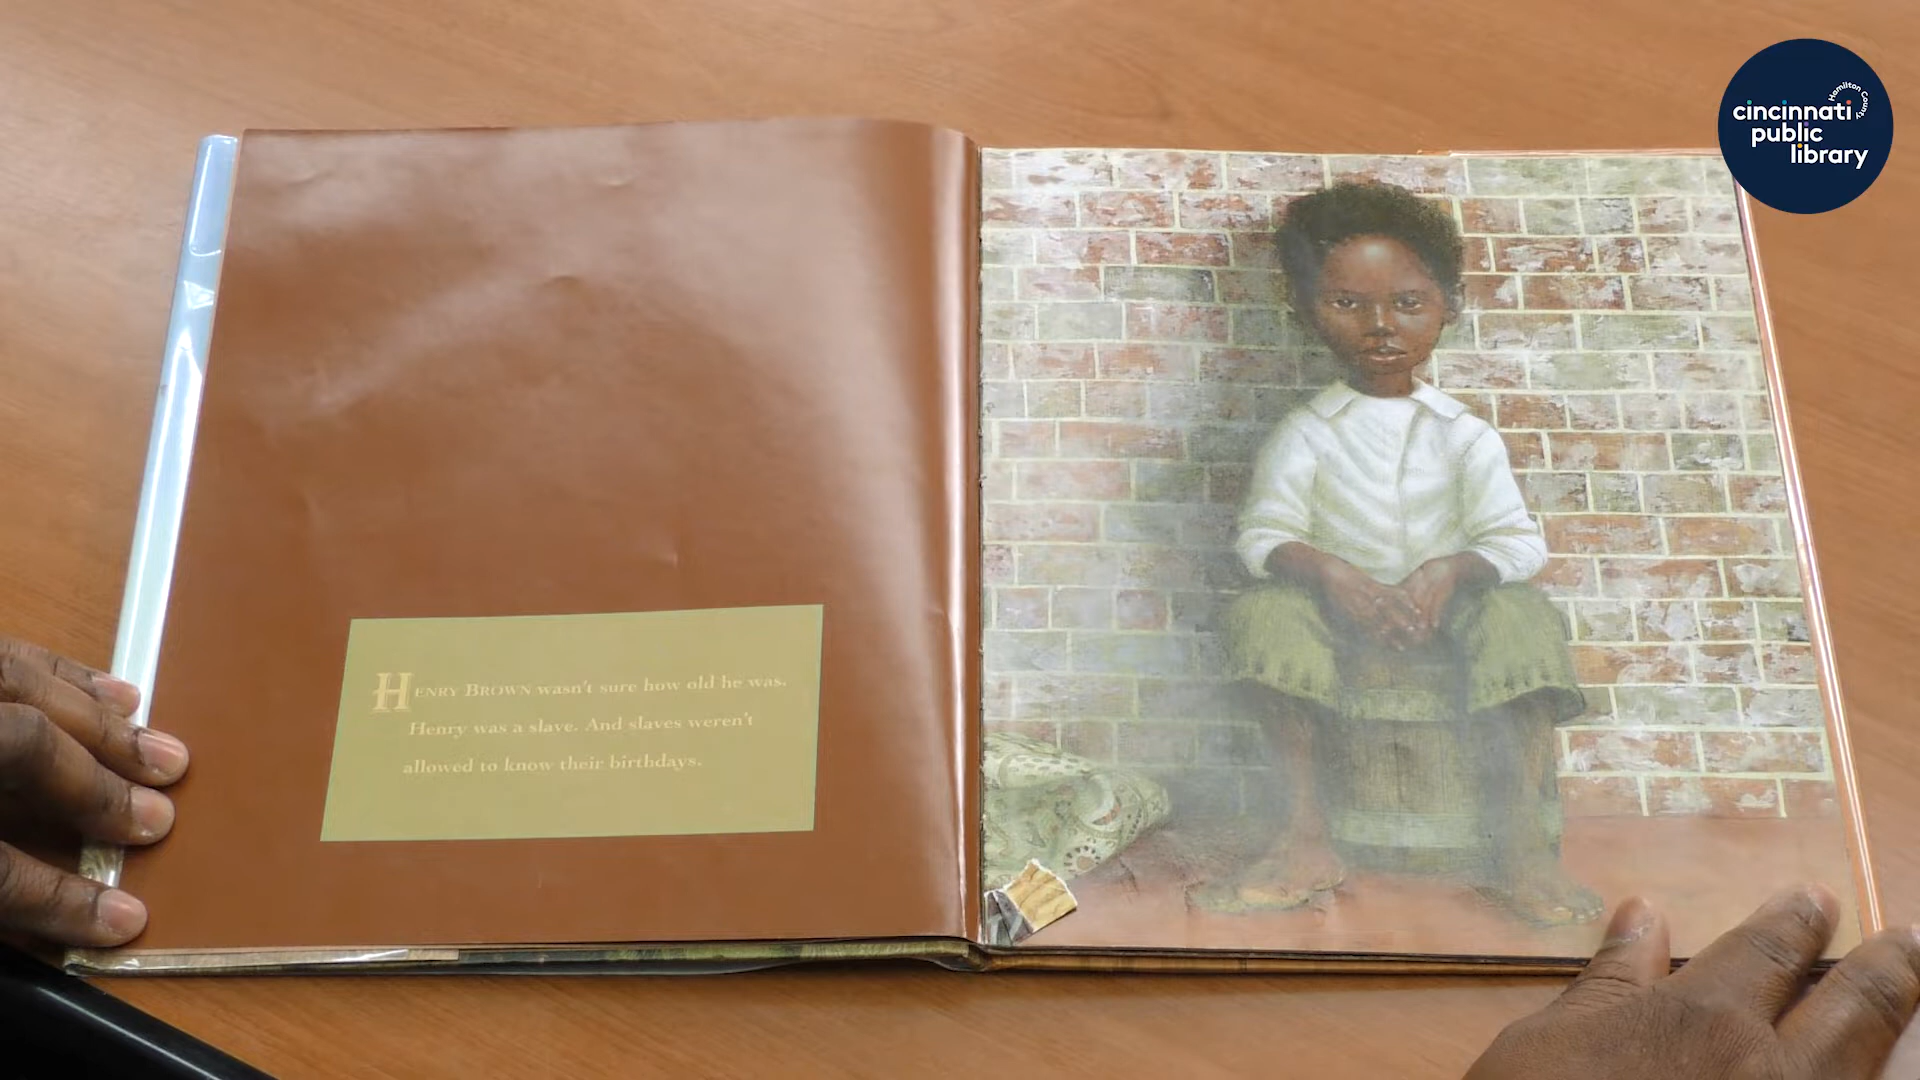 HENRY BROWN wasn't sure how old he was.
Henry was a slave. And slaves weren't
allowed to know their birthdays.
Hamilton County
cincinnati
public
library